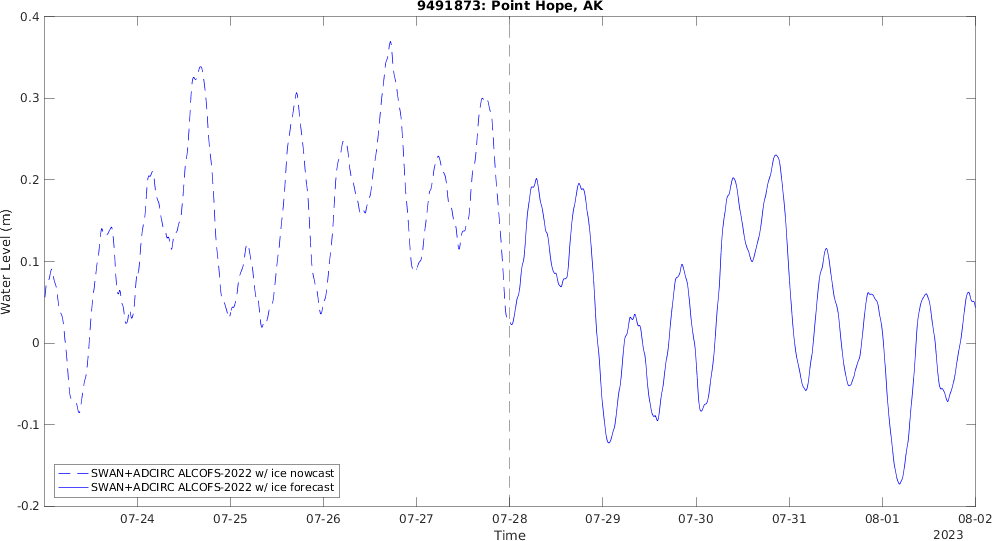 9491873: Point Hope, AK
0.4
0.3
0.2
0.1
0
-0.1
-0.2
Water Level (m)
SWAN+ADCIRC ALCOFS-2022 w/ ice nowcast
SWAN+ADCIRC ALCOFS-2022 w/ ice forecast
07-24 07-25 07-26 07-27 07-28 07-29 07-30 07-31 08-01 08-02
Time
2023